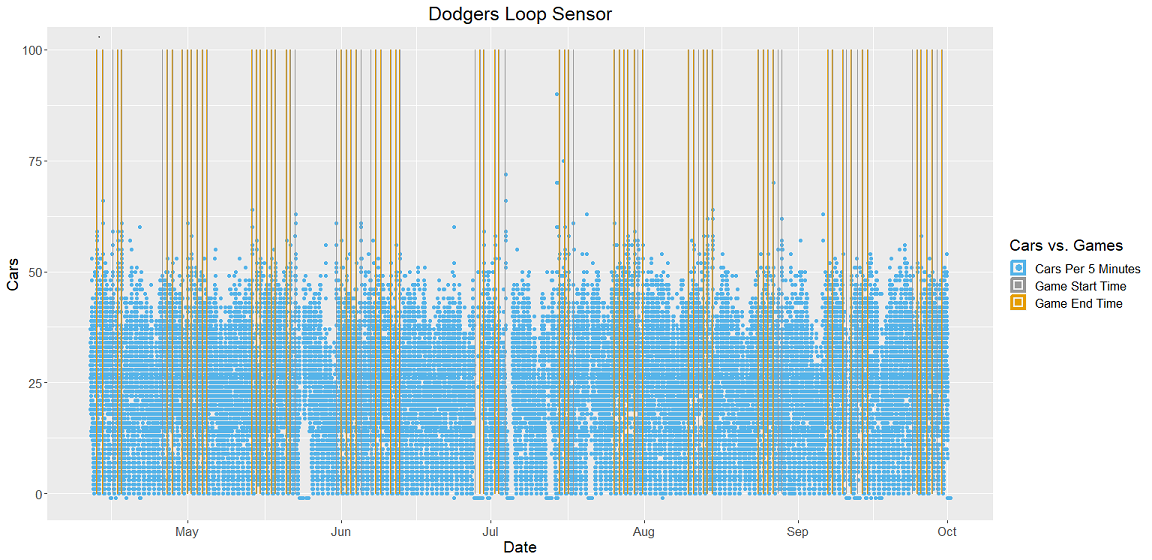 Dodgers Loop Sensor
100
75
50
25
0
Cars
May Jun Jul Aug Sep Oct
Date
Cars vs. Games
Cars Per 5 Minutes
Game Start Time
Game End Time